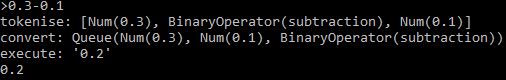 >0.3-0.1
tokenise: [Num(0.3), BinaryOperator(subtraction), Num(0.1)]
convert: Queue(Num(0.3), Num(0.1), BinaryOperator(subtraction))
execute: '0.2'
0.2